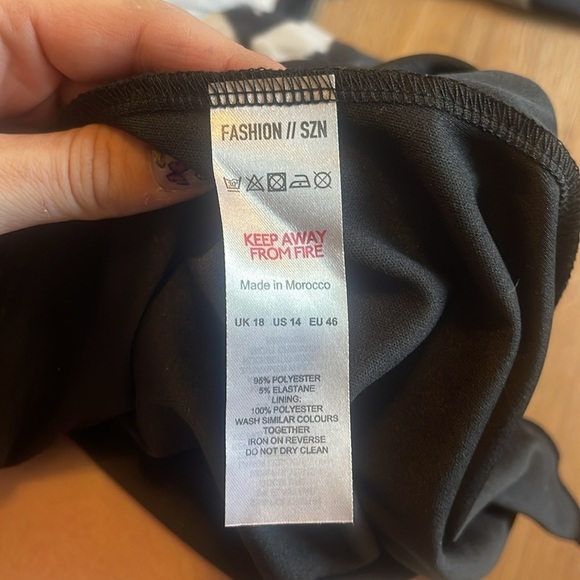 FASHION // SZN
KEEP AWAY
FROM FIRE
Made in Morocco
UK 18 US 14 EU 46
95% POLYESTER
5% ELASTANE
LINING:
100% POLYESTER
WASH SIMILAR COLOURS
TOGETHER
IRON ON REVERSE
DO NOT DRY CLEAN